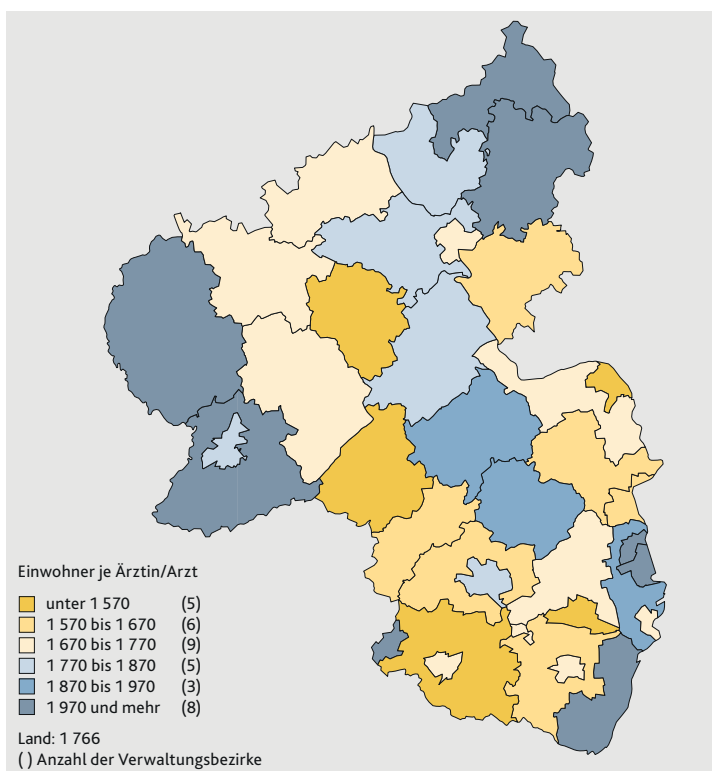 Einwohner je Ärztin/Arzt
unter 1 570 (5)
1 570 bis 1 670 (6)
1 670 bis 1 770 (9)
1 770 bis 1 870 (5)
1 870 bis 1 970 (3)
1 970 und mehr (8)
Land: 1 766
( ) Anzahl der Verwaltungsbezirke